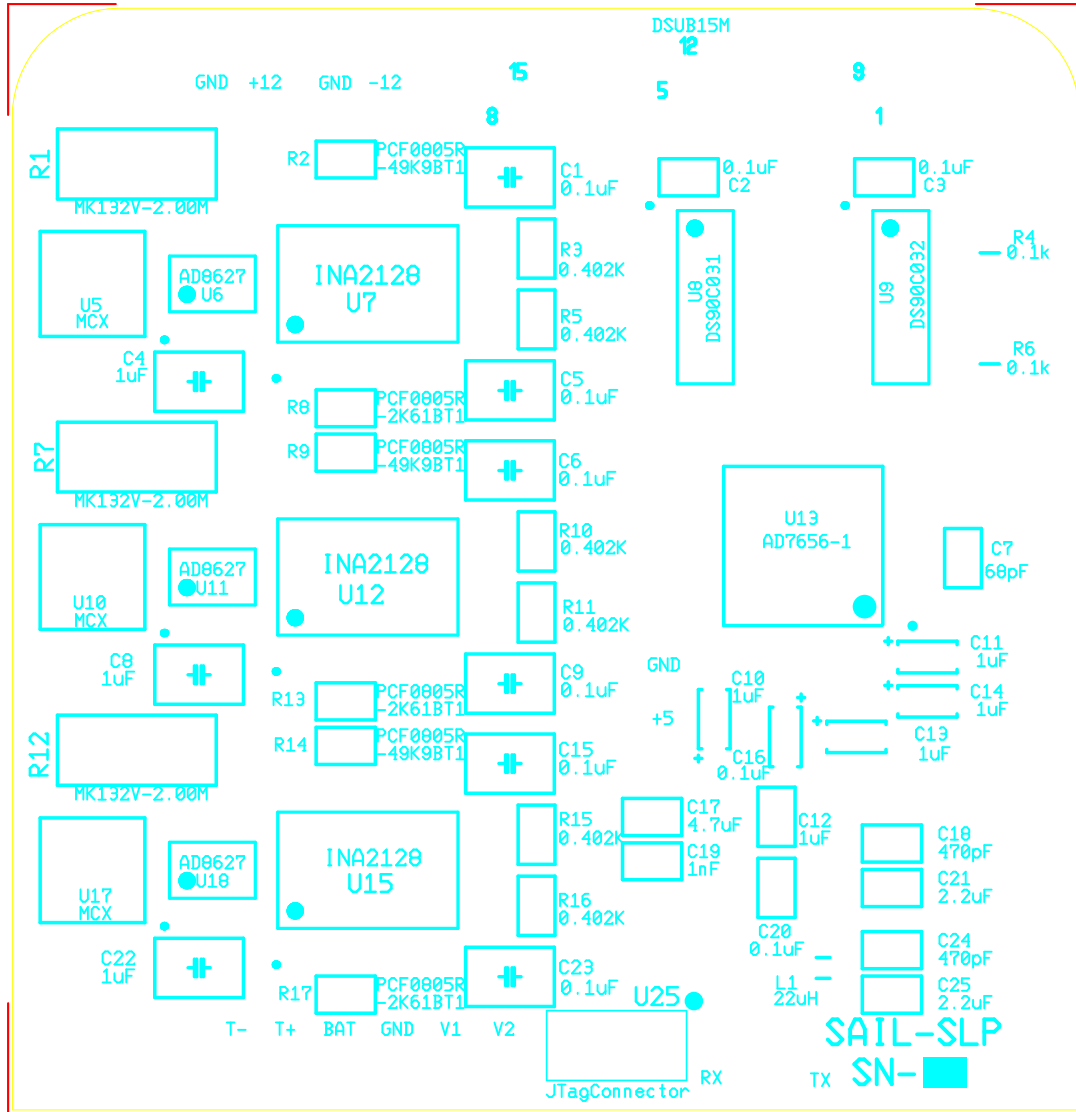 DSUB15M
12
15
9
GND +12 GND -12
5
8
1
R1
MK132V-2.00M
R2
PCF0805R
-49K9BT1
C1
0.1uF
0.1uF
C2
0.1uF
C3
U5
MCX
AD8627
U6
INA2128
U7
R3
0.402K
R5
0.402K
U8
DS90C031
U9
DS90C032
R4
0.1k
R6
0.1k
C4
1uF
R8
PCF0805R
-2K61BT1
C5
0.1uF
R7
MK132V-2.00M
R9
PCF0805R
-49K9BT1
C6
0.1uF
U10
MCX
AD8627
U11
INA2128
U12
R10
0.402K
R11
0.402K
U13
AD7656-1
C7
68pF
C8
1uF
R13
PCF0805R
-2K61BT1
C9
0.1uF
GND
+5
C10
1uF
+
+
C11
1uF
+
C14
1uF
+
C13
1uF
+
C16
0.1uF
R12
MK132V-2.00M
R14
PCF0805R
-49K9BT1
C15
0.1uF
U17
MCX
AD8627
U18
INA2128
U15
R15
0.402K
R16
0.402K
C17
4.7uF
C19
1nF
C12
1uF
C18
470pF
C21
2.2uF
C20
0.1uF
C24
470pF
C22
1uF
R17
PCF0805R
-2K61BT1
C23
0.1uF
L1
22uH
C25
2.2uF
U25
T- T+ BAT GND V1 V2
JTagConnector
RX
TX
SAIL-SLP
SN-